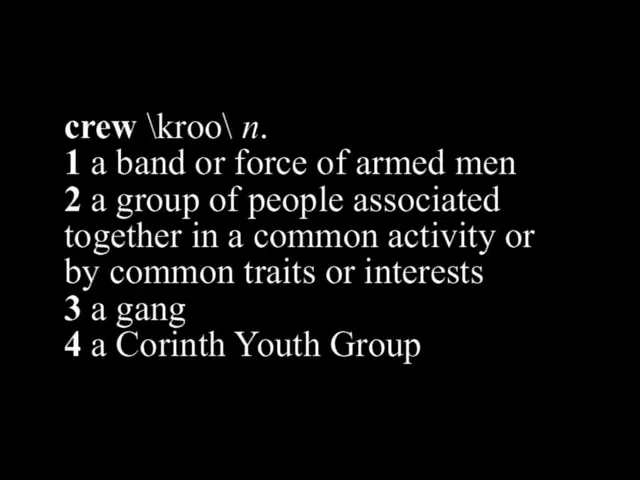 crew \kroo\ n.
1 a band or force of armed men
2 a group of people associated
together in a common activity or
by common traits or interests
3 a gang
4 a Corinth Youth Group